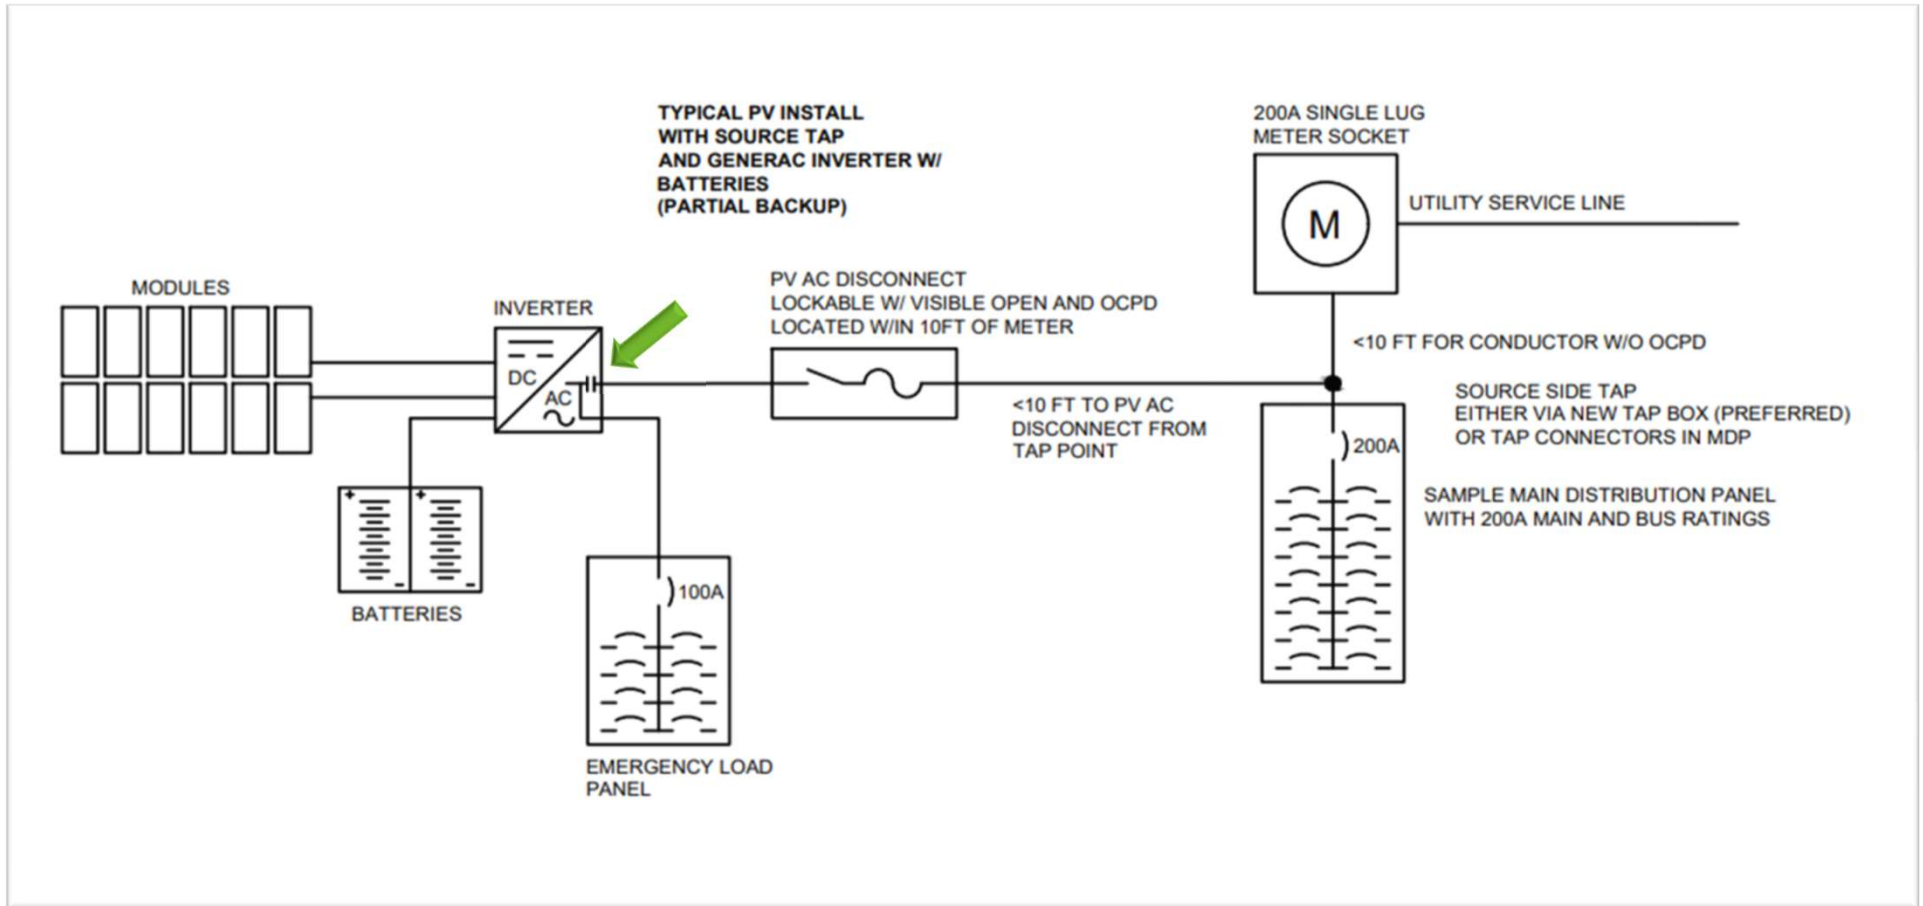 TYPICAL PV INSTALL
WITH SOURCE TAP
AND GENERAC INVERTER W/
BATTERIES
(PARTIAL BACKUP)
200A SINGLE LUG
METER SOCKET
M
UTILITY SERVICE LINE
MODULES
INVERTER
DC
AC
PV AC DISCONNECT
LOCKABLE W/ VISIBLE OPEN AND OCPD
LOCATED W/IN 10FT OF METER
<10 FT FOR CONDUCTOR W/O OCPD
<10 FT TO PV AC
DISCONNECT FROM
TAP POINT
SOURCE SIDE TAP
EITHER VIA NEW TAP BOX (PREFERRED)
OR TAP CONNECTORS IN MDP
200A
SAMPLE MAIN DISTRIBUTION PANEL
WITH 200A MAIN AND BUS RATINGS
+ +
- -
BATTERIES
100A
EMERGENCY LOAD
PANEL